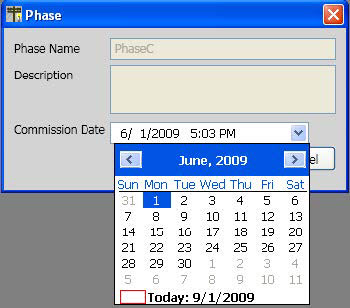 Phase
Phase Name PhaseC
Description
Commission Date 6/ 1/2009 5:03 PM
June, 2009
Sun Mon Tue Wed Thu Fri Sat
31 1 2 3 4 5 6
7 8 9 10 11 12 13
14 15 16 17 18 19 20
21 22 23 24 25 26 27
28 29 30 1 2 3 4
5 6 7 8 9 10 11
Today: 9/1/2009